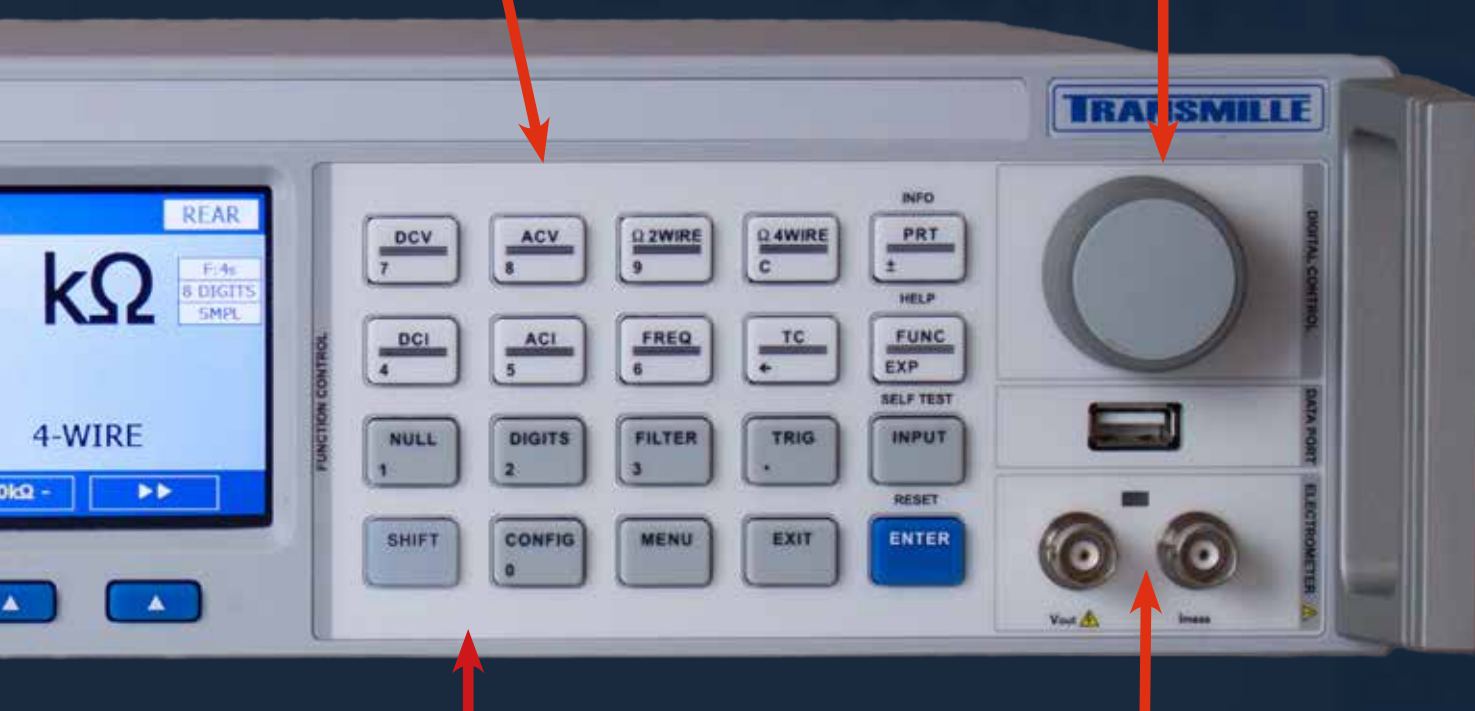 TRANSMILLE
REAR
kΩ
F:4s
8 DIGITS
SMPL
4-WIRE
0kΩ -
FUNCTION CONTROL
INFO
DCV
7
ACV
8
Ω 2WIRE
9
Ω 4WIRE
C
PRT
±
HELP
DCI
4
ACI
5
FREQ
6
TC
←
FUNC
EXP
SELF TEST
NULL
1
DIGITS
2
FILTER
3
TRIG
.
INPUT
RESET
SHIFT
CONFIG
0
MENU
EXIT
ENTER
DIGITAL CONTROL
DATA PORT
ELECTROMETER
Vout
Imeas